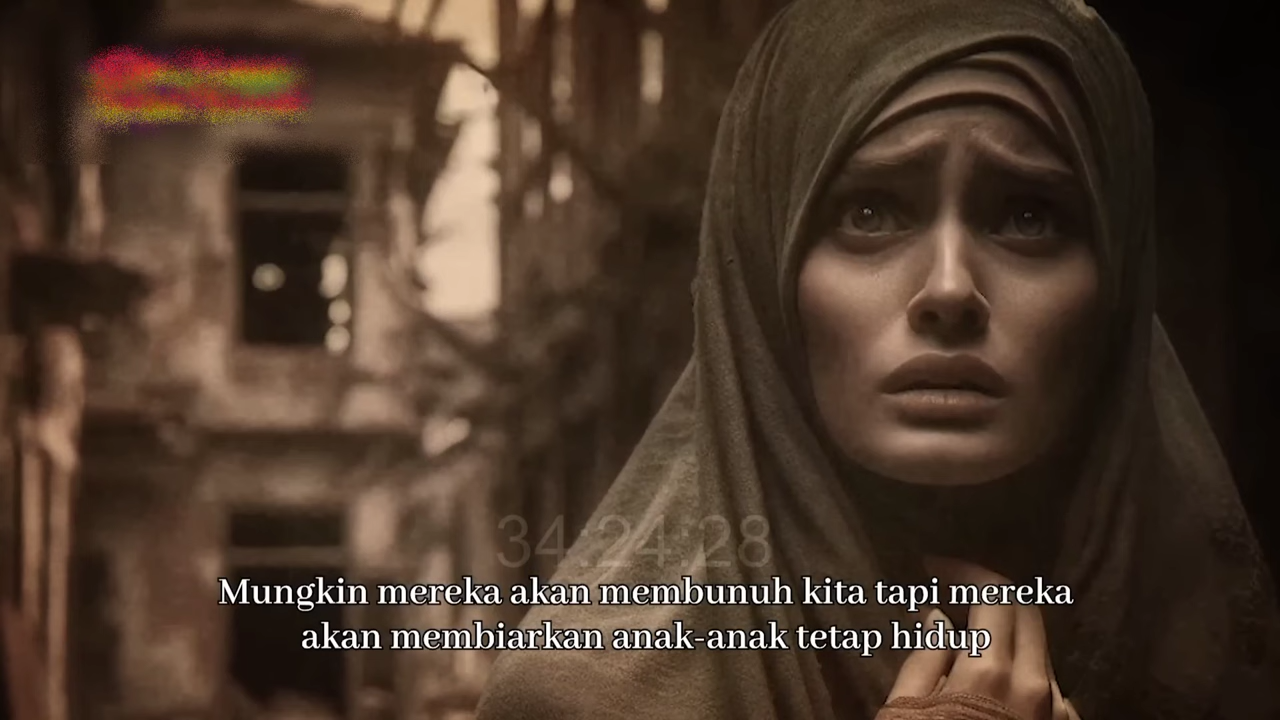 34:24:28
Mungkin mereka akan membunuh kita tapi mereka
akan membiarkan anak-anak tetap hidup